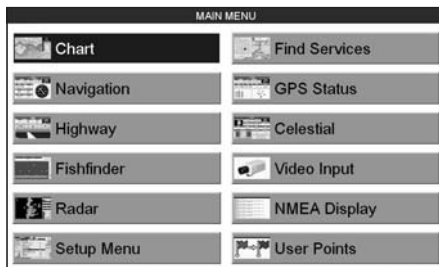 MAIN MENU
Chart
Find Services
Navigation
GPS Status
Highway
Celestial
Fishfinder
Video Input
Radar
NMEA Display
Setup Menu
User Points